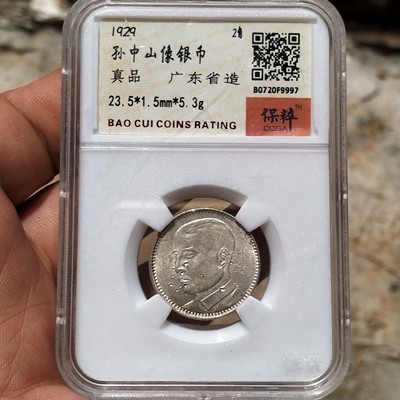 1929 2角
孙中山像银币
真品 广东省造
B0720F9997
23.5*1.5mm*5.3g
保粹 TM
BAO CUI COINS RATING